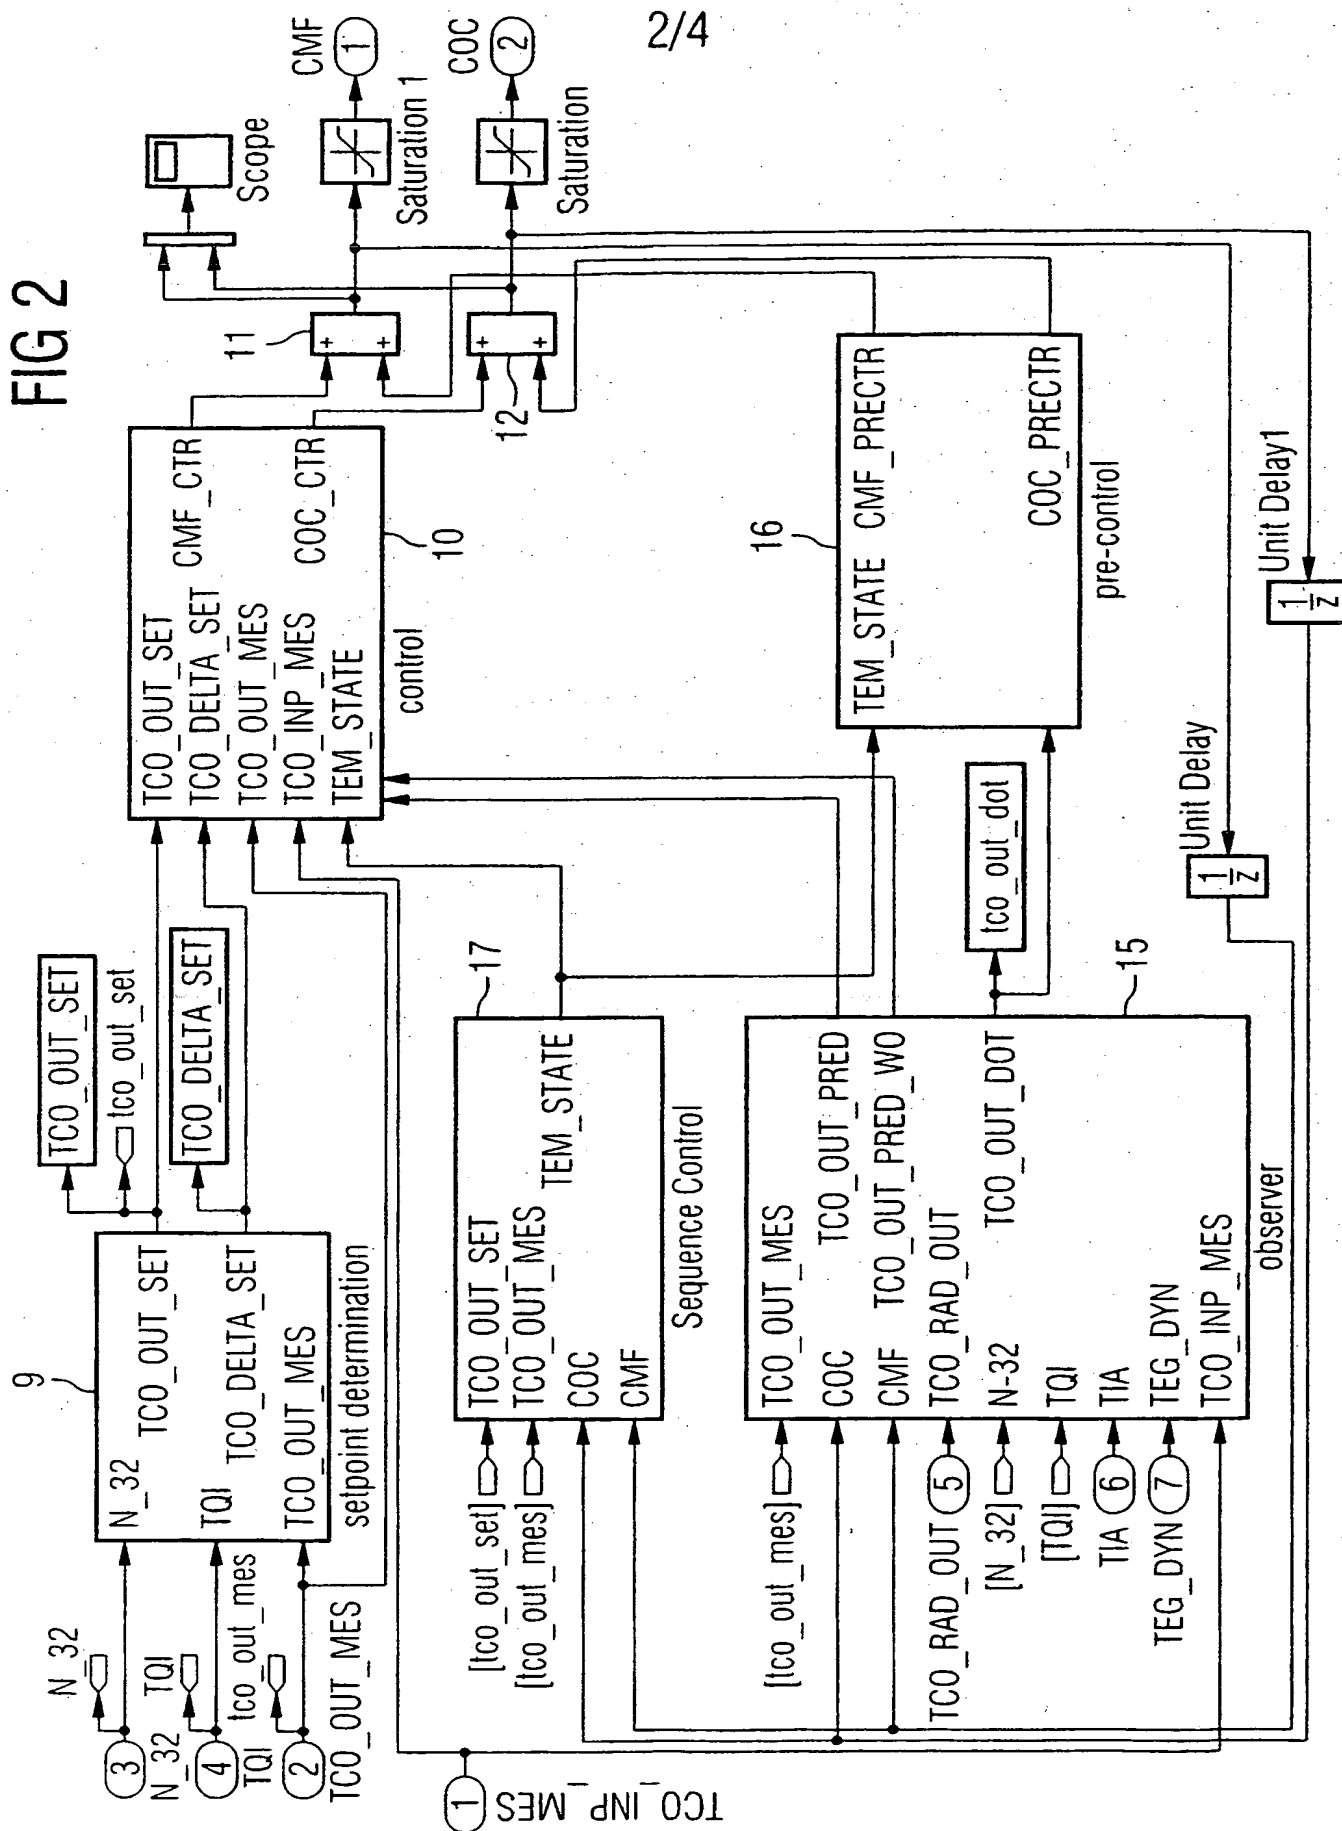 2/4
FIG 2
N_32
3
N_32
TQI
4
TQI
tco_out_mes
2
TCO_OUT_MES
9
N_32
TQI
TCO_OUT_MES
TCO_OUT_SET
TCO_DELTA_SET
setpoint determination
TCO_OUT_SET
tco_out_set
TCO_DELTA_SET
TCO_OUT_SET
TCO_DELTA_SET
TCO_OUT_MES
TCO_INP_MES
TEM_STATE
CMF_CTR
COC_CTR
control
10
11
+
+
12
+
+
Scope
Saturation 1
CMF
1
Saturation
COC
2
1
TCO_INP_MES
[tco_out_set]
[tco_out_mes]
17
TCO_OUT_SET
TCO_OUT_MES
COC
CMF
TEM_STATE
Sequence Control
[tco_out_mes]
TCO_RAD_OUT
5
[N_32]
[TQI]
TIA
6
TEG_DYN
7
TCO_OUT_MES
COC
CMF
TCO_RAD_OUT
N-32
TQI
TIA
TEG_DYN
TCO_INP_MES
TCO_OUT_PRED
TCO_OUT_PRED_WO
TCO_OUT_DOT
observer
15
tco_out_dot
16
TEM_STATE
CMF_PRECTR
COC_PRECTR
pre-control
Unit Delay
1
z
Unit Delay1
1
z